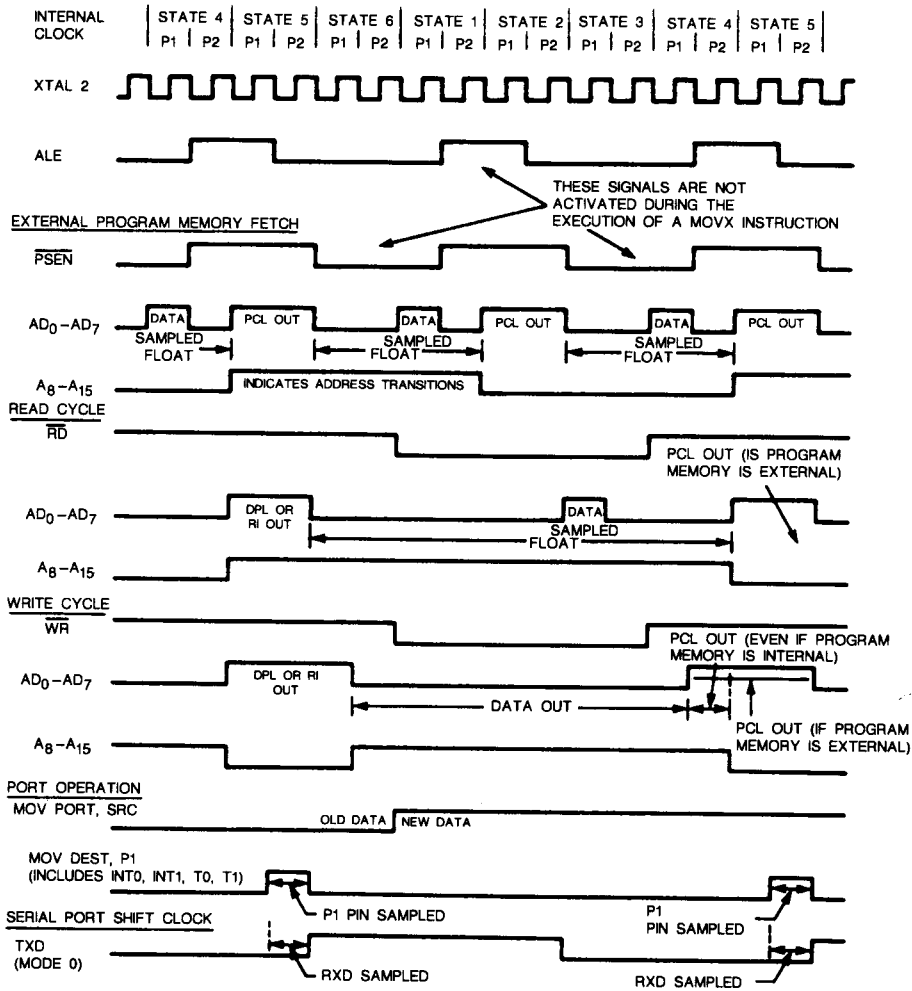 INTERNAL CLOCK
STATE 4 STATE 5 STATE 6 STATE 1 STATE 2 STATE 3 STATE 4 STATE 5
P1 P2 P1 P2 P1 P2 P1 P2 P1 P2 P1 P2 P1 P2 P1 P2
XTAL 2
ALE
THESE SIGNALS ARE NOT
ACTIVATED DURING THE
EXECUTION OF A MOVX INSTRUCTION
EXTERNAL PROGRAM MEMORY FETCH
PSEN
AD0–AD7
DATA PCL OUT DATA PCL OUT DATA PCL OUT
SAMPLED SAMPLED SAMPLED
FLOAT FLOAT FLOAT
A8–A15
INDICATES ADDRESS TRANSITIONS
READ CYCLE
RD
PCL OUT (IS PROGRAM
MEMORY IS EXTERNAL)
AD0–AD7
DPL OR
RI OUT
DATA
SAMPLED
FLOAT
A8–A15
WRITE CYCLE
WR
PCL OUT (EVEN IF PROGRAM
MEMORY IS INTERNAL)
AD0–AD7
DPL OR RI
OUT
DATA OUT
PCL OUT (IF PROGRAM
MEMORY IS EXTERNAL)
A8–A15
PORT OPERATION
MOV PORT, SRC
OLD DATA NEW DATA
MOV DEST, P1
(INCLUDES INT0, INT1, T0, T1)
P1 PIN SAMPLED
P1
PIN SAMPLED
SERIAL PORT SHIFT CLOCK
TXD
(MODE 0)
RXD SAMPLED
RXD SAMPLED